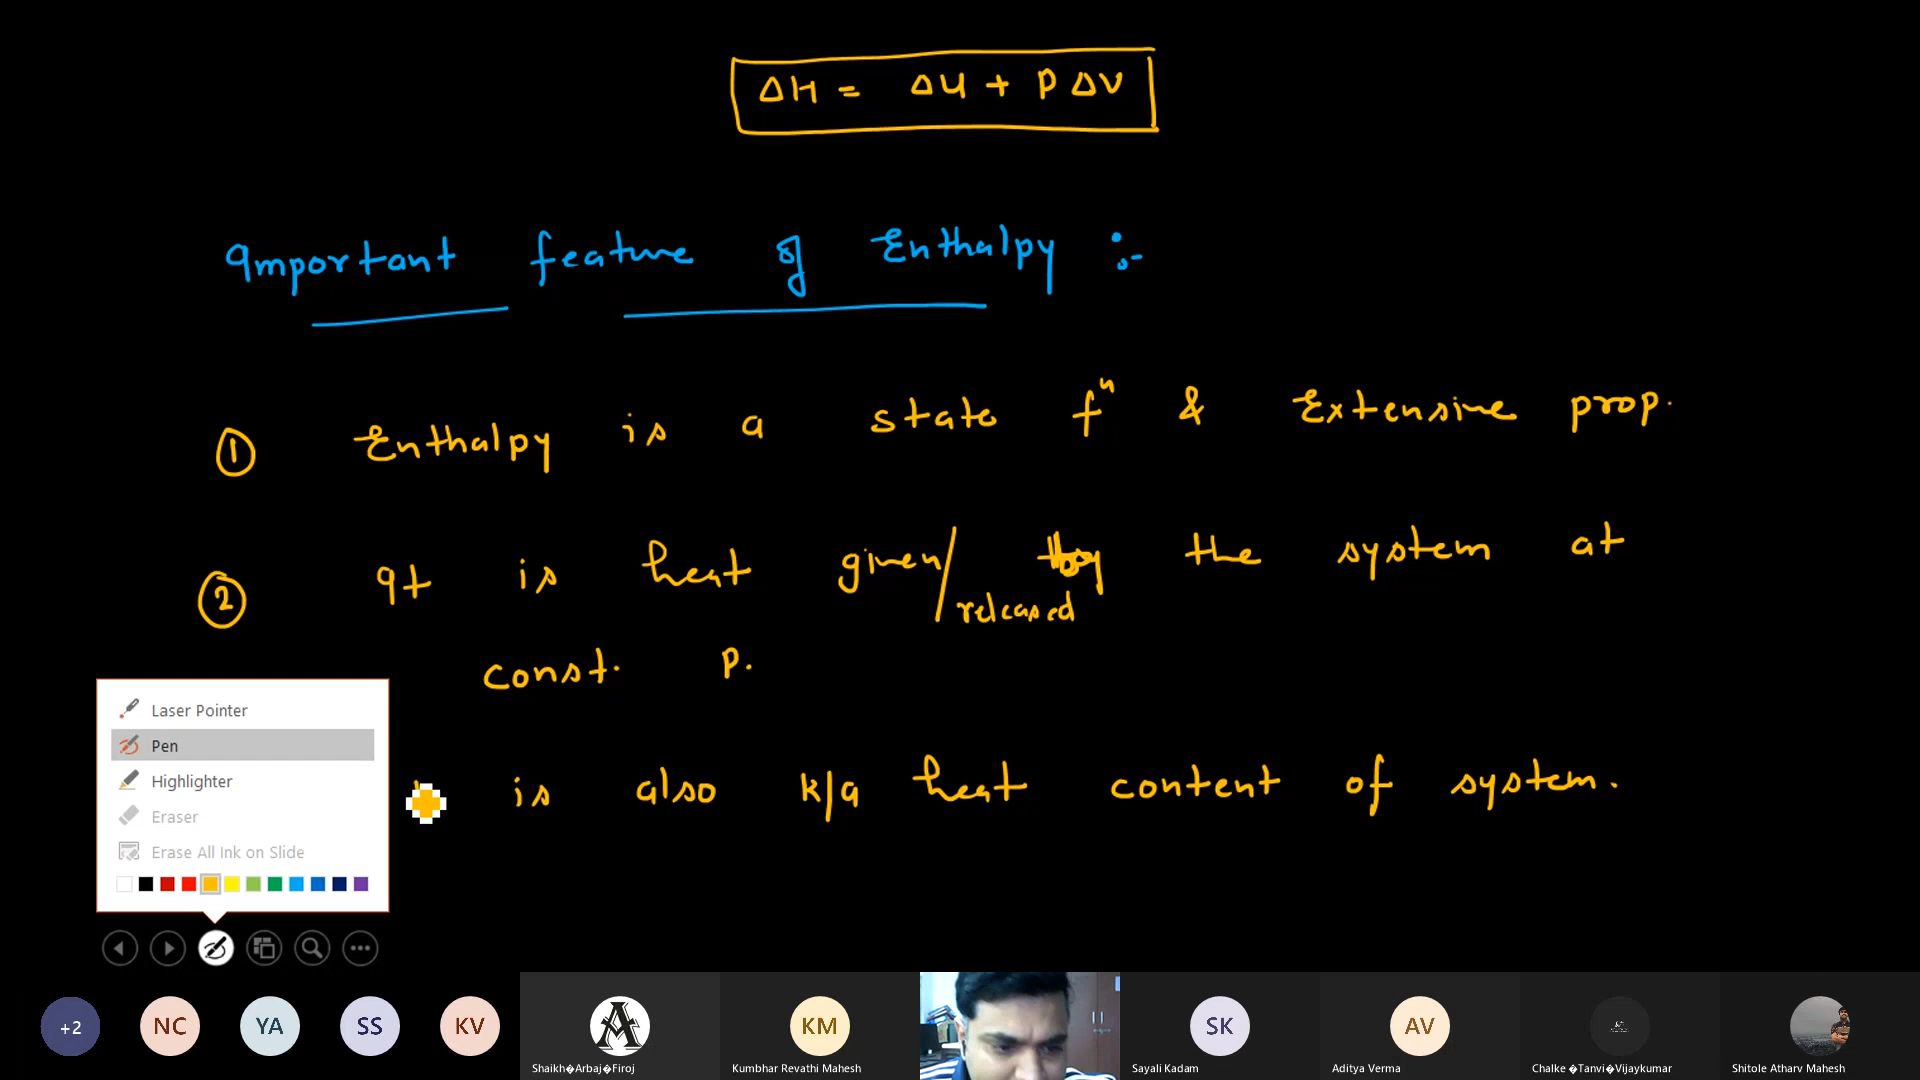 ΔH = ΔU + P ΔV
Important feature of Enthalpy :-
① Enthalpy is a state fⁿ & Extensive prop.
② It is heat given/released by the system at
const. P.
is also k/a heat content of system.
Laser Pointer
Pen
Highlighter
Eraser
Erase All Ink on Slide
+2
NC
YA
SS
KV
KM
SK
AV
Shaikh�Arbaj�Firoj
Kumbhar Revathi Mahesh
Sayali Kadam
Aditya Verma
Chalke �Tanvi�Vijaykumar
Shitole Atharv Mahesh